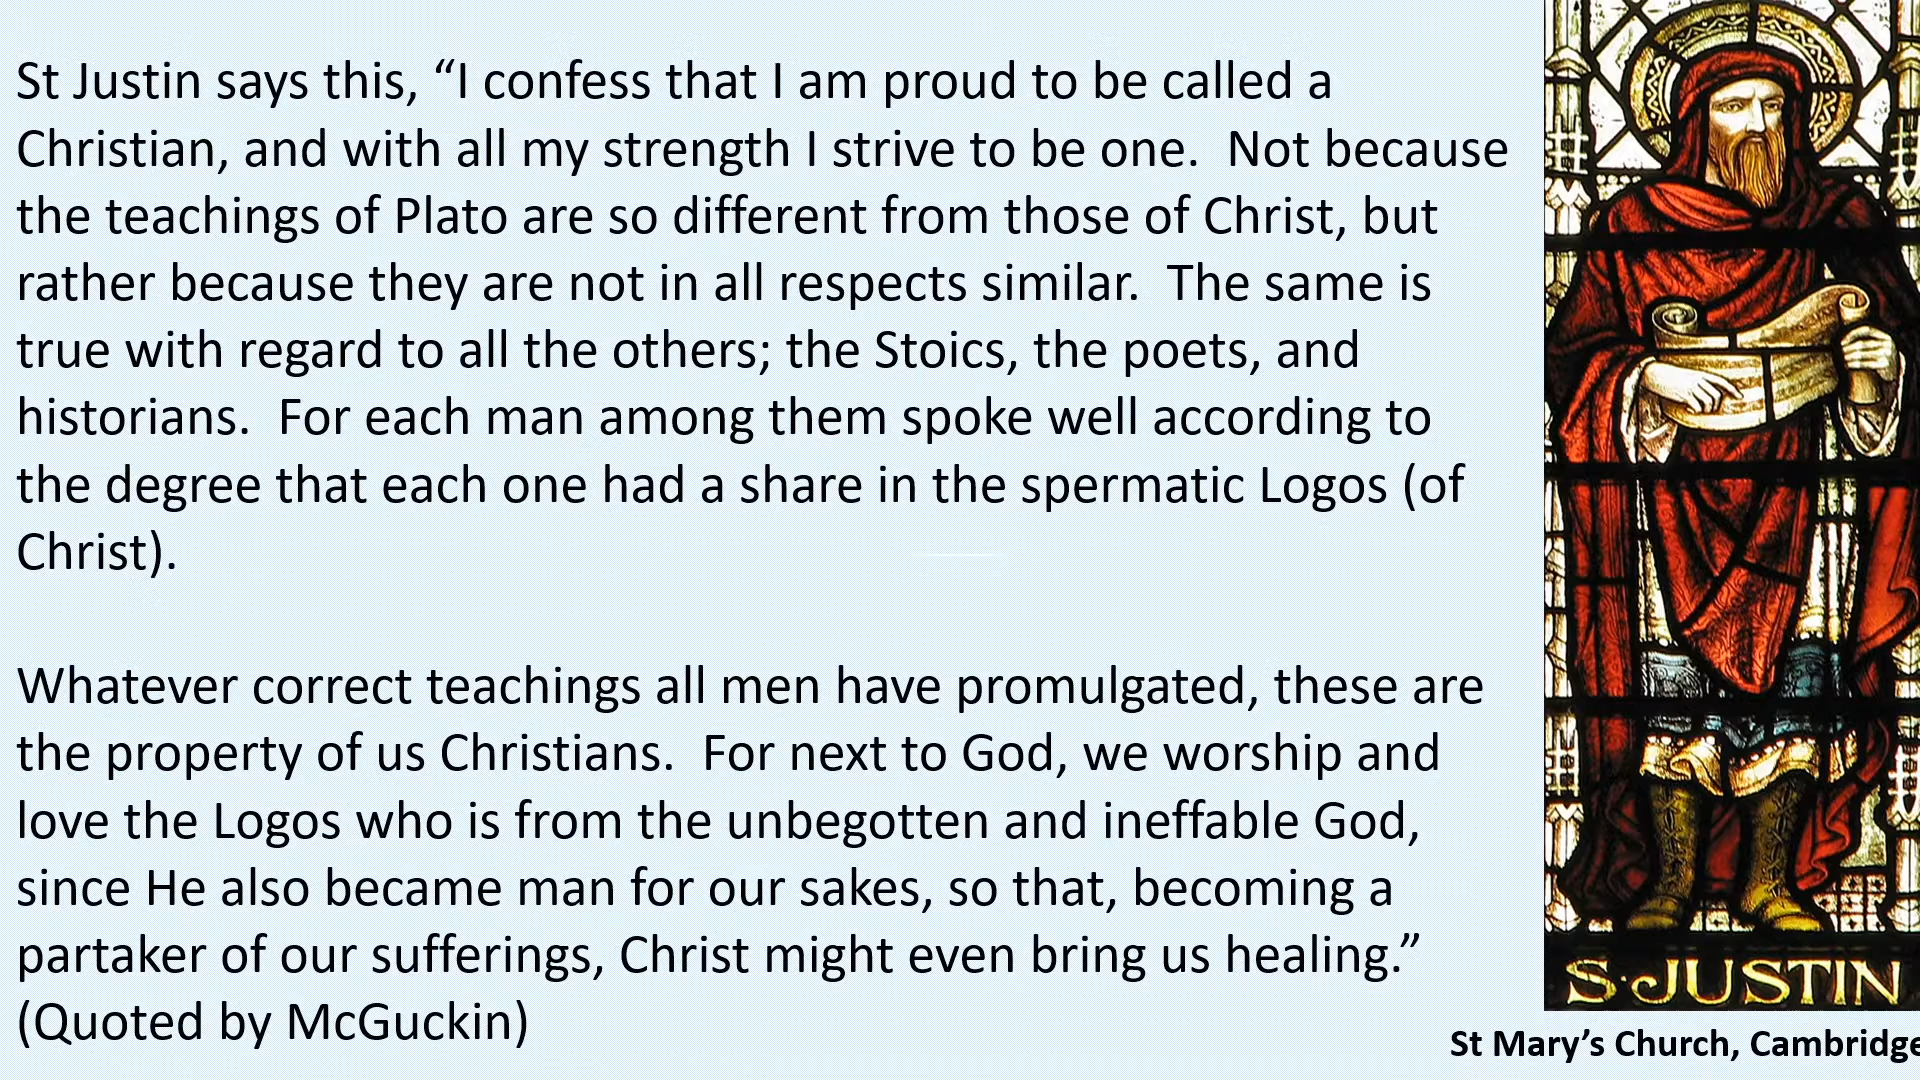 St Justin says this, “I confess that I am proud to be called a
Christian, and with all my strength I strive to be one.  Not because
the teachings of Plato are so different from those of Christ, but
rather because they are not in all respects similar.  The same is
true with regard to all the others; the Stoics, the poets, and
historians.  For each man among them spoke well according to
the degree that each one had a share in the spermatic Logos (of
Christ).
Whatever correct teachings all men have promulgated, these are
the property of us Christians.  For next to God, we worship and
love the Logos who is from the unbegotten and ineffable God,
since He also became man for our sakes, so that, becoming a
partaker of our sufferings, Christ might even bring us healing.”
(Quoted by McGuckin)
S·JUSTIN
St Mary’s Church, Cambridge